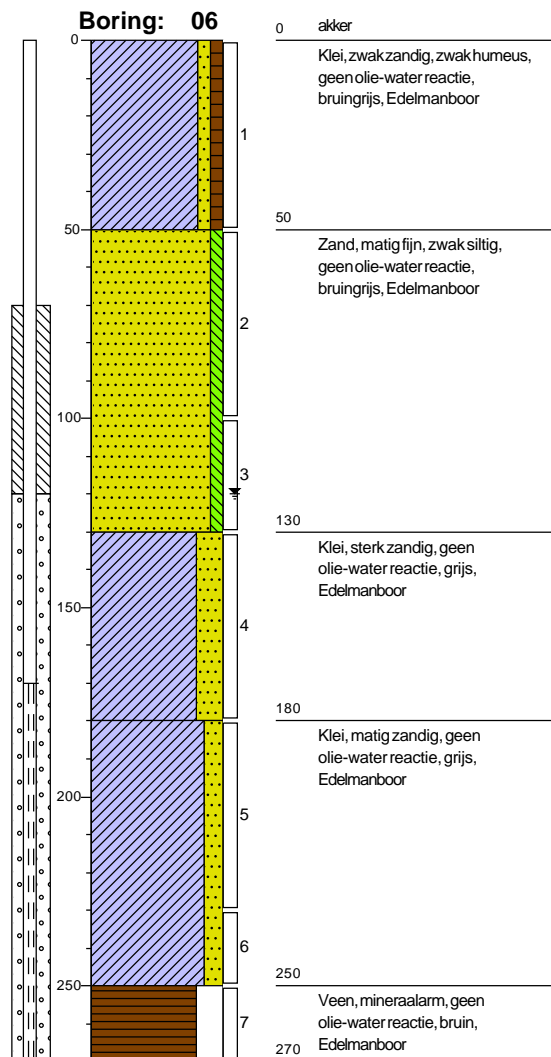 Boring: 06
0
50
100
150
200
250
1
2
3
4
5
6
7
0 akker
Klei, zwak zandig, zwak humeus,
geen olie-water reactie,
bruingrijs, Edelmanboor
50
Zand, matig fijn, zwak siltig,
geen olie-water reactie,
bruingrijs, Edelmanboor
130
Klei, sterk zandig, geen
olie-water reactie, grijs,
Edelmanboor
180
Klei, matig zandig, geen
olie-water reactie, grijs,
Edelmanboor
250
Veen, mineraalarm, geen
olie-water reactie, bruin,
Edelmanboor
270